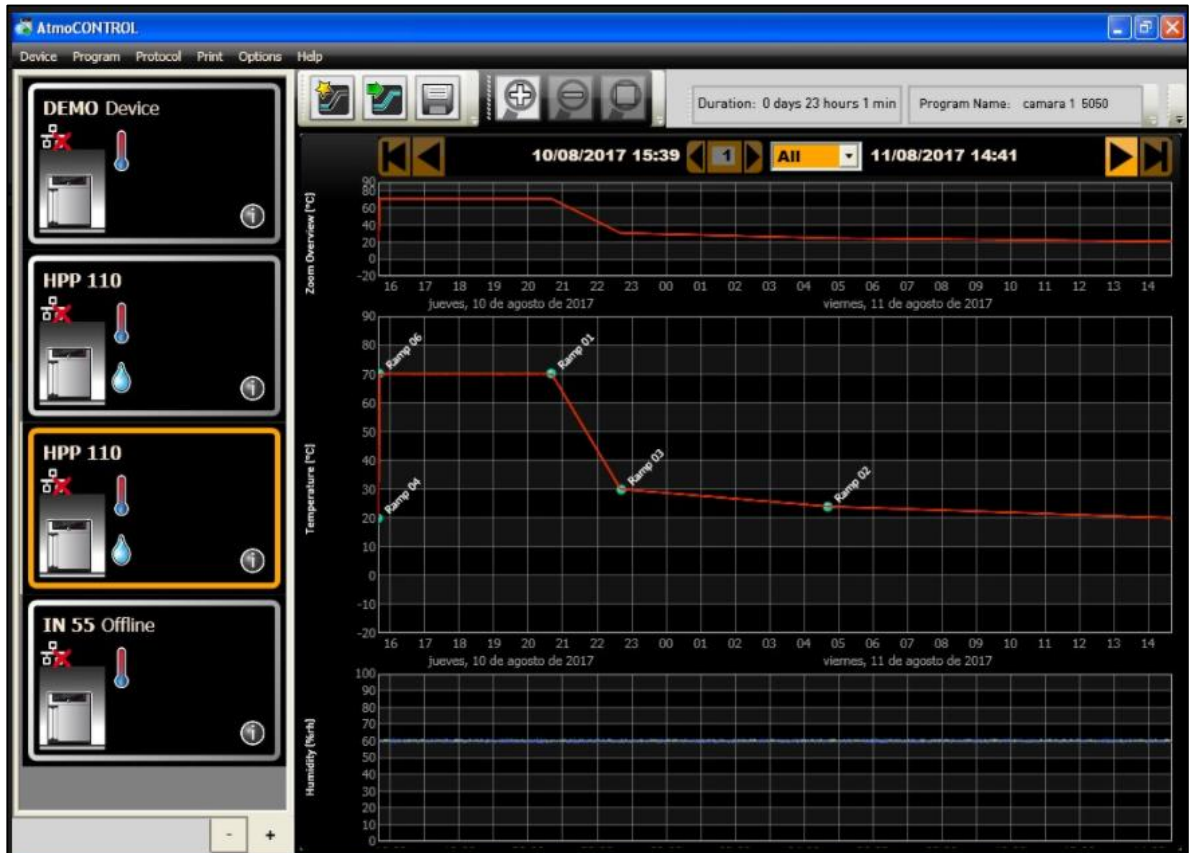 AtmoCONTROL
Device Program Protocol Print Options Help
DEMO Device
HPP 110
HPP 110
IN 55 Offline
- +
Duration: 0 days 23 hours 1 min
Program Name: camara 1 5050
10/08/2017 15:39 1 All 11/08/2017 14:41
Zoom Overview [°C]
90
80
60
40
20
0
-20
16 17 18 19 20 21 22 23 00 01 02 03 04 05 06 07 08 09 10 11 12 13 14
jueves, 10 de agosto de 2017 viernes, 11 de agosto de 2017
Temperature [°C]
90
80
70
60
50
40
30
20
10
0
-10
-20
Ramp 06
Ramp 01
Ramp 04
Ramp 03
Ramp 02
16 17 18 19 20 21 22 23 00 01 02 03 04 05 06 07 08 09 10 11 12 13 14
jueves, 10 de agosto de 2017 viernes, 11 de agosto de 2017
Humidity [%rh]
100
90
80
70
60
50
40
30
20
10
0